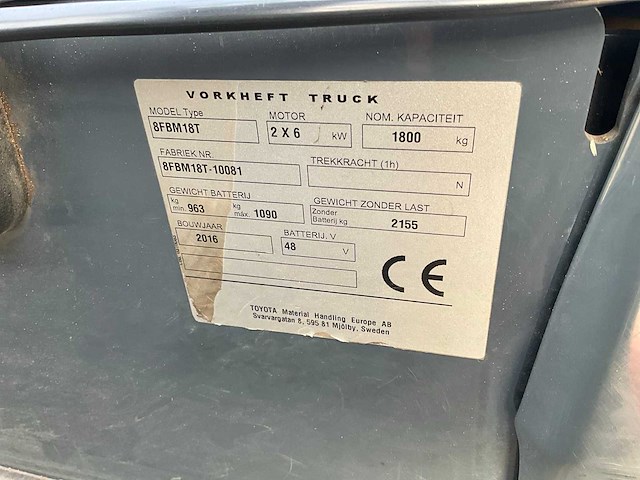 VORKHEFT TRUCK
MODEL Type MOTOR NOM. KAPACITEIT
8FBM18T 2 X 6 kW 1800 kg
FABRIEK NR. TREKKRACHT (1h)
8FBM18T-10081 N
GEWICHT BATTERIJ GEWICHT ZONDER LAST
kg min. 963 kg máx. 1090 Zonder Batterij kg 2155
BOUWJAAR BATTERIJ. V
2016 48 V
CE
TOYOTA Material Handling Europe AB
Svarvargatan 8, 595 81 Mjölby, Sweden